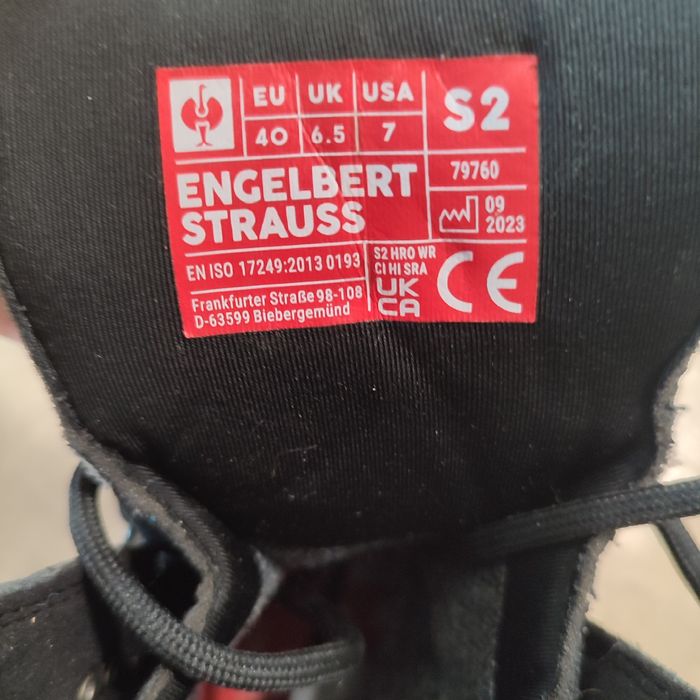 EU UK USA
40 6.5 7
S2
ENGELBERT
STRAUSS
79760
09
2023
EN ISO 17249:2013 0193
Frankfurter Straße 98-108
D-63599 Biebergemünd
S2 HRO WR
CI HI SRA
UK
CA
CE